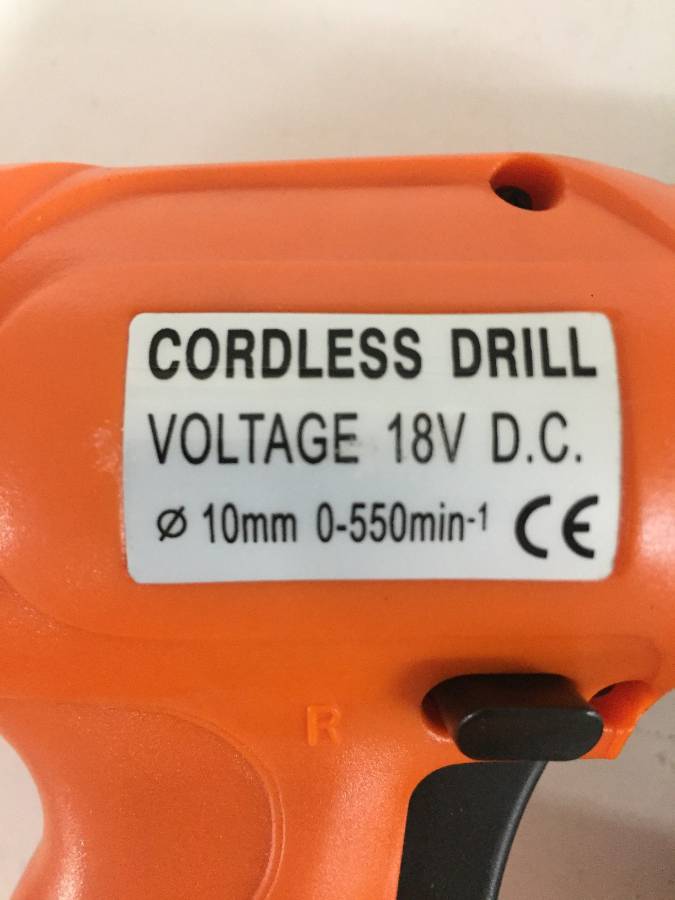 CORDLESS DRILL
VOLTAGE 18V D.C.
⌀ 10mm 0-550min-1 CE
R